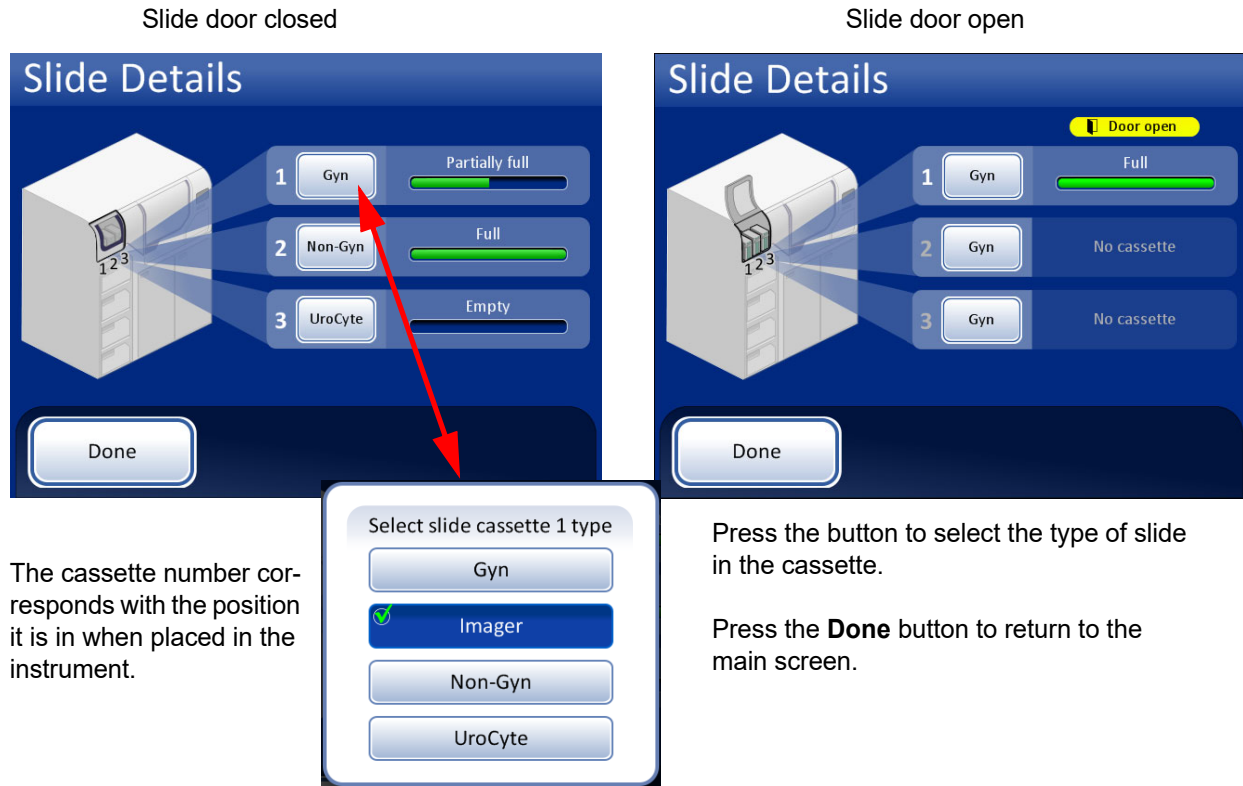 Slide door closed
Slide Details
1
Gyn
Partially full
2
Non-Gyn
Full
3
UroCyte
Empty
1 2 3
Done
Slide door open
Slide Details
Door open
1
Gyn
Full
2
Gyn
No cassette
3
Gyn
No cassette
1 2 3
Done
The cassette number cor-
responds with the position
it is in when placed in the
instrument.
Select slide cassette 1 type
Gyn
Imager
Non-Gyn
UroCyte
Press the button to select the type of slide
in the cassette.
Press the Done button to return to the
main screen.